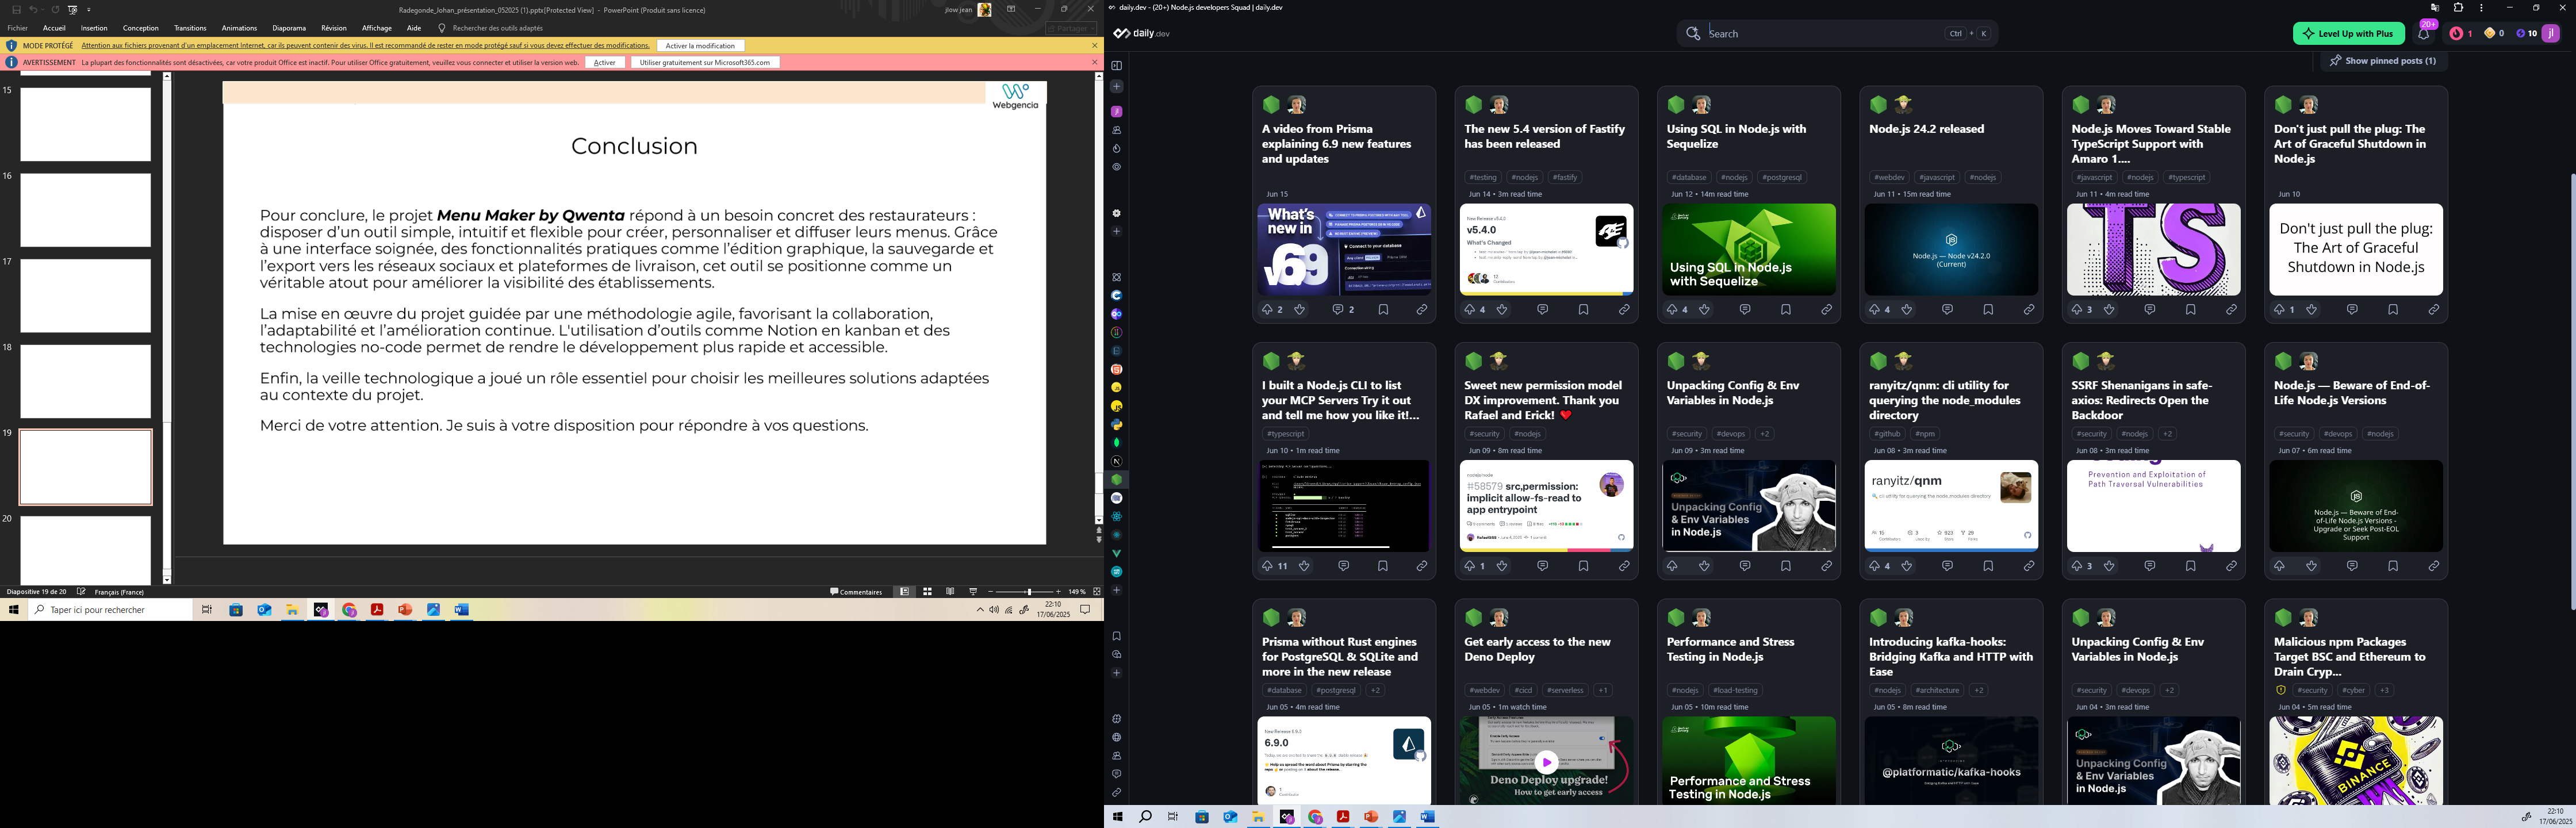 Radegonde_Johan_présentation_052025 (1).pptx[Protected View] - PowerPoint (Produit sans licence)
jlow jean
Fichier Accueil Insertion Conception Transitions Animations Diaporama Révision Affichage Aide Rechercher des outils adaptés Partager
MODE PROTÉGÉ Attention aux fichiers provenant d'un emplacement Internet, car ils peuvent contenir des virus. Il est recommandé de rester en mode protégé sauf si vous devez effectuer des modifications. Activer la modification
AVERTISSEMENT La plupart des fonctionnalités sont désactivées, car votre produit Office est inactif. Pour utiliser Office gratuitement, veuillez vous connecter et utiliser la version web. Activer Utiliser gratuitement sur Microsoft365.com
15
16
17
18
19
20
Webgencia
Conclusion
Pour conclure, le projet Menu Maker by Qwenta répond à un besoin concret des restaurateurs :
disposer d'un outil simple, intuitif et flexible pour créer, personnaliser et diffuser leurs menus. Grâce
à une interface soignée, des fonctionnalités pratiques comme l'édition graphique, la sauvegarde et
l'export vers les réseaux sociaux et plateformes de livraison, cet outil se positionne comme un
véritable atout pour améliorer la visibilité des établissements.
La mise en œuvre du projet guidée par une méthodologie agile, favorisant la collaboration,
l'adaptabilité et l'amélioration continue. L'utilisation d'outils comme Notion en kanban et des
technologies no-code permet de rendre le développement plus rapide et accessible.
Enfin, la veille technologique a joué un rôle essentiel pour choisir les meilleures solutions adaptées
au contexte du projet.
Merci de votre attention. Je suis à votre disposition pour répondre à vos questions.
Diapositive 19 de 20 Français (France) Commentaires 149 %
Taper ici pour rechercher
22:10
17/06/2025
daily.dev - (20+) Node.js developers Squad | daily.dev
daily.dev
Search
Ctrl + K
Level Up with Plus
20+
1 0 10 jl
Show pinned posts (1)
A video from Prisma
explaining 6.9 new features
and updates
Jun 15
What's
new in
v69
Connect to your database
2 2
The new 5.4 version of Fastify
has been released
#testing #nodejs #fastify
Jun 14 • 3m read time
New Release v5.4.0
v5.4.0
What's Changed
12
Contributors
4
Using SQL in Node.js with
Sequelize
#database #nodejs #postgresql
Jun 12 • 14m read time
Using SQL in Node.js
with Sequelize
4
Node.js 24.2 released
#webdev #javascript #nodejs
Jun 11 • 15m read time
Node.js — Node v24.2.0
(Current)
4
Node.js Moves Toward Stable
TypeScript Support with
Amaro 1....
#javascript #nodejs #typescript
Jun 11 • 4m read time
TS
3
Don't just pull the plug: The
Art of Graceful Shutdown in
Node.js
Jun 10
Don't just pull the plug:
The Art of Graceful
Shutdown in Node.js
1
I built a Node.js CLI to list
your MCP Servers Try it out
and tell me how you like it!...
#typescript
Jun 10 • 1m read time
11
Sweet new permission model
DX improvement. Thank you
Rafael and Erick! ❤️
#security #nodejs
Jun 09 • 8m read time
nodejs/node
#58579 src,permission:
implicit allow-fs-read to
app entrypoint
1
Unpacking Config & Env
Variables in Node.js
#security #devops +2
Jun 09 • 3m read time
Unpacking Config
& Env Variables
in Node.js
ranyitz/qnm: cli utility for
querying the node_modules
directory
#github #npm
Jun 08 • 3m read time
ranyitz/qnm
cli utility for querying the node_modules directory
15 3 923 29
4
SSRF Shenanigans in safe-
axios: Redirects Open the
Backdoor
#security #nodejs +2
Jun 08 • 3m read time
Prevention and Exploitation of
Path Traversal Vulnerabilities
3
Node.js — Beware of End-of-
Life Node.js Versions
#security #devops #nodejs
Jun 07 • 6m read time
Node.js — Beware of End-
of-Life Node.js Versions -
Upgrade or Seek Post-EOL
Support
Prisma without Rust engines
for PostgreSQL & SQLite and
more in the new release
#database #postgresql +2
Jun 05 • 4m read time
New Release 6.9.0
6.9.0
Get early access to the new
Deno Deploy
#webdev #cicd #serverless +1
Jun 05 • 1m watch time
Deno Deploy upgrade!
How to get early access
Performance and Stress
Testing in Node.js
#nodejs #load-testing
Jun 05 • 10m read time
Performance and Stress
Testing in Node.js
Introducing kafka-hooks:
Bridging Kafka and HTTP with
Ease
#nodejs #architecture +2
Jun 05 • 8m read time
@platformatic/kafka-hooks
Unpacking Config & Env
Variables in Node.js
#security #devops +2
Jun 04 • 3m read time
Unpacking Config
& Env Variables
in Node.js
Malicious npm Packages
Target BSC and Ethereum to
Drain Cryp...
#security #cyber +3
Jun 04 • 5m read time
BINANCE
22:10
17/06/2025